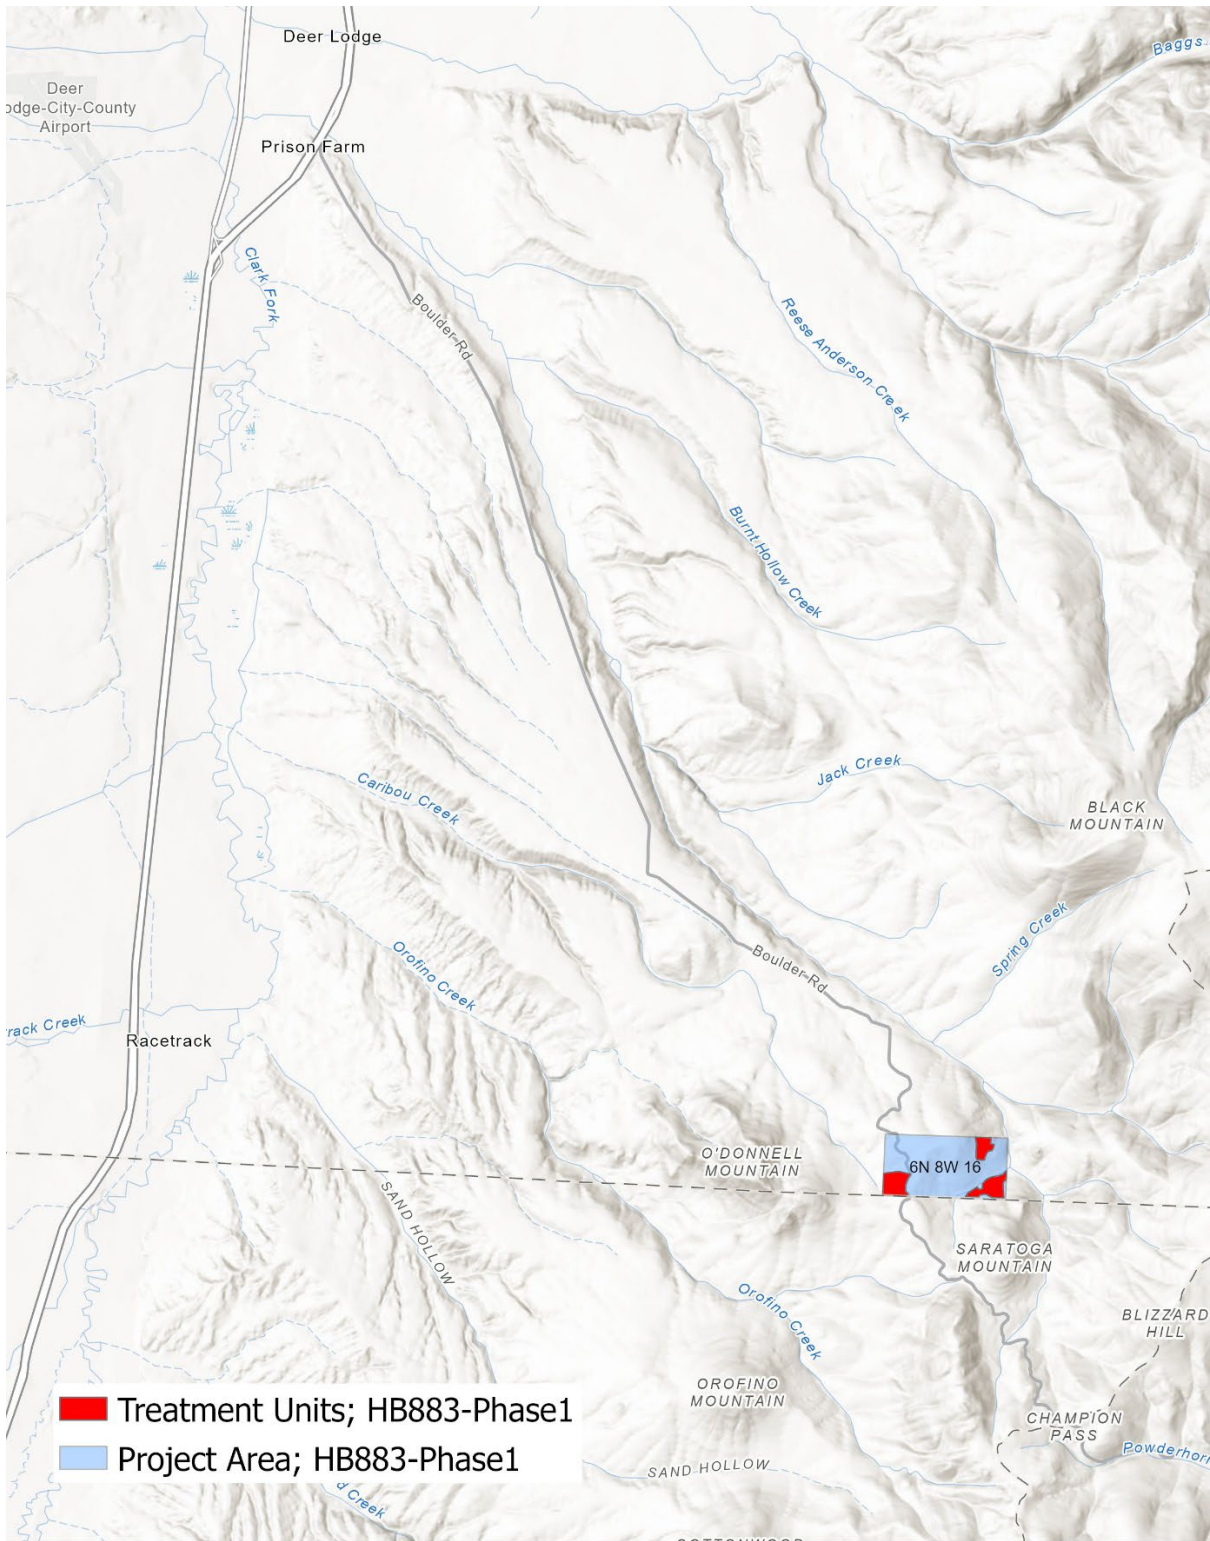 Deer Lodge
Baggs
Deer
odge-City-County
Airport
Prison Farm
Clark Fork
Boulder Rd
Reese Anderson Creek
Burnt Hollow Creek
Jack Creek
BLACK
MOUNTAIN
Caribou Creek
Spring Creek
Orofino Creek
Boulder Rd
rack Creek
Racetrack
O'DONNELL
MOUNTAIN
6N 8W 16
SAND HOLLOW
SARATOGA
MOUNTAIN
Orofino Creek
BLIZZARD
HILL
OROFINO
MOUNTAIN
Treatment Units; HB883-Phase1
CHAMPION
PASS
Project Area; HB883-Phase1
Powderhorn
SAND HOLLOW
d Creek